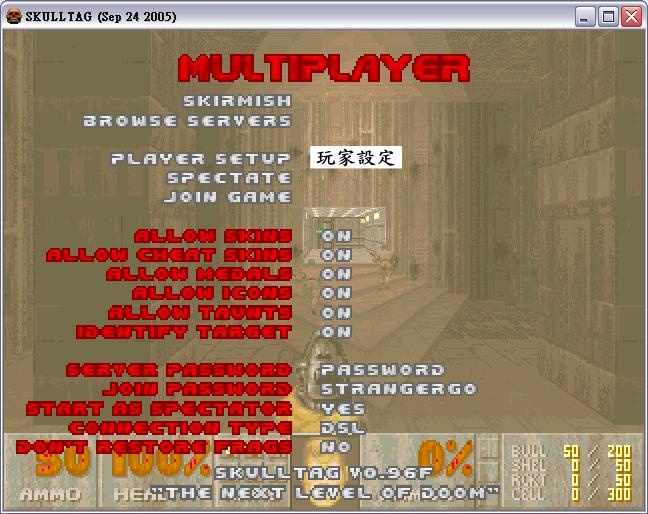 SKULLTAG (Sep 24 2005)
MULTIPLAYER
SKIRMISH
BROWSE SERVERS
PLAYER SETUP 玩家設定
SPECTATE
JOIN GAME
ALLOW SKINS ON
ALLOW CHEAT SKINS ON
ALLOW MEDALS ON
ALLOW ICONS ON
ALLOW TAUNTS ON
IDENTIFY TARGET ON
SERVER PASSWORD PASSWORD
JOIN PASSWORD STRANGERGO
START AS SPECTATOR YES
CONNECTION TYPE DSL
DON'T RESTORE FRAGS NO
50 100% 0%
BULL 50 / 200
SHEL 0 / 50
RCKT 0 / 50
CELL 0 / 300
SKULLTAG V0.96F
AMMO
"THE NEXT LEVEL OF DOOM"